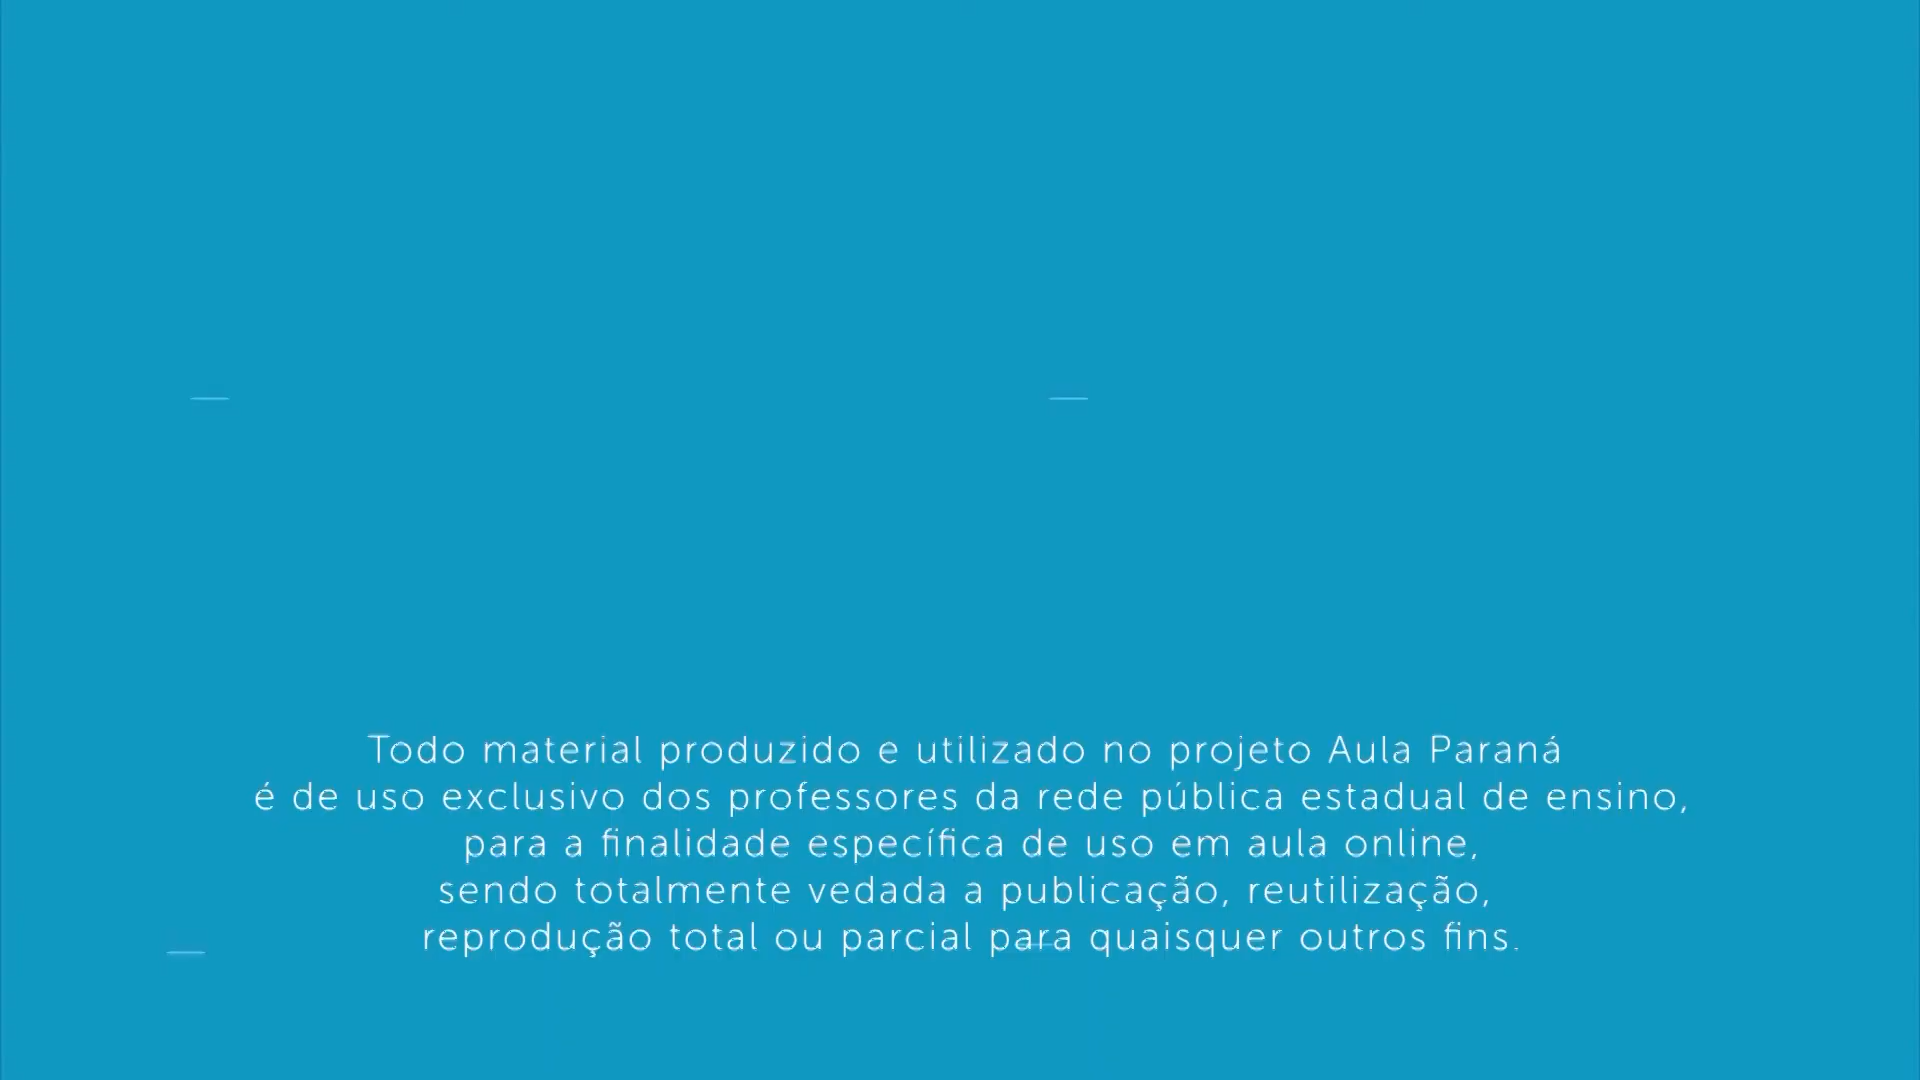 Todo material produzido e utilizado no projeto Aula Paraná
é de uso exclusivo dos professores da rede pública estadual de ensino,
para a finalidade específica de uso em aula online,
sendo totalmente vedada a publicação, reutilização,
reprodução total ou parcial para quaisquer outros fins.